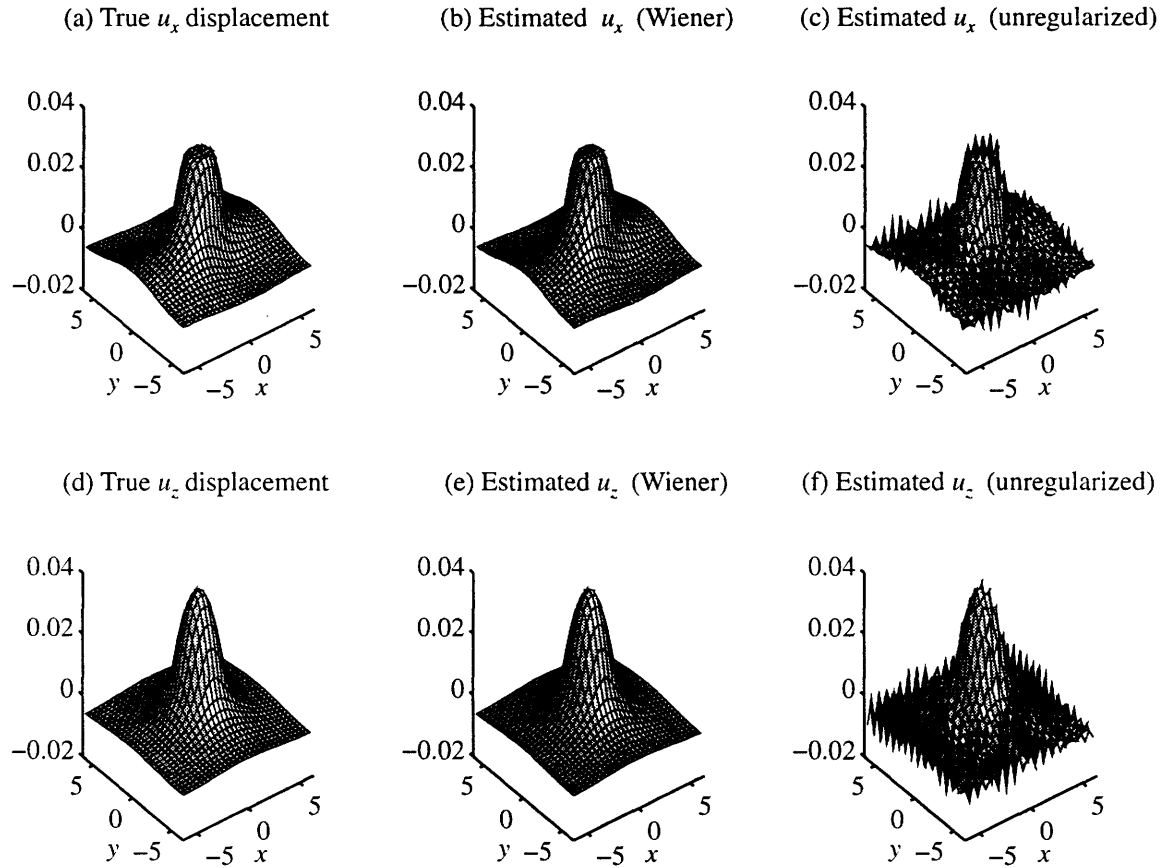 (a) True u_x displacement
(b) Estimated u_x (Wiener)
(c) Estimated u_x (unregularized)
0.04
0.02
0
−0.02
5
0
y −5
−5 x
0
5
0.04
0.02
0
−0.02
5
0
y −5
−5 x
0
5
0.04
0.02
0
−0.02
5
0
y −5
−5 x
0
5
(d) True u_z displacement
(e) Estimated u_z (Wiener)
(f) Estimated u_z (unregularized)
0.04
0.02
0
−0.02
5
0
y −5
−5 x
0
5
0.04
0.02
0
−0.02
5
0
y −5
−5 x
0
5
0.04
0.02
0
−0.02
5
0
y −5
−5 x
0
5